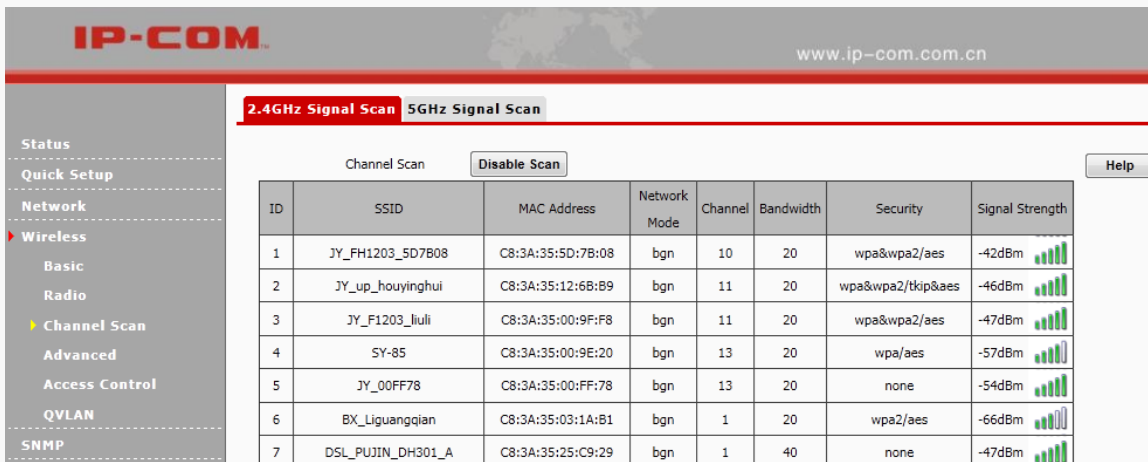 IP-COM
www.ip-com.com.cn
2.4GHz Signal Scan 5GHz Signal Scan
Status
Quick Setup
Network
Wireless
Basic
Radio
Channel Scan
Advanced
Access Control
QVLAN
SNMP
Channel Scan Disable Scan
Help
ID SSID MAC Address Network Mode Channel Bandwidth Security Signal Strength
1 JY_FH1203_5D7B08 C8:3A:35:5D:7B:08 bgn 10 20 wpa&wpa2/aes -42dBm
2 JY_up_houyinghui C8:3A:35:12:6B:B9 bgn 11 20 wpa&wpa2/tkip&aes -46dBm
3 JY_F1203_liuli C8:3A:35:00:9F:F8 bgn 11 20 wpa&wpa2/aes -47dBm
4 SY-85 C8:3A:35:00:9E:20 bgn 13 20 wpa/aes -57dBm
5 JY_00FF78 C8:3A:35:00:FF:78 bgn 13 20 none -54dBm
6 BX_Liguangqian C8:3A:35:03:1A:B1 bgn 1 20 wpa2/aes -66dBm
7 DSL_PUJIN_DH301_A C8:3A:35:25:C9:29 bgn 1 40 none -47dBm